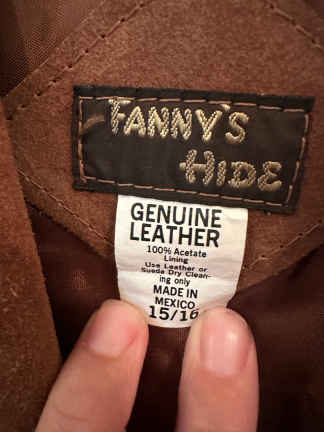 FANNY'S
HIDE
GENUINE
LEATHER
100% Acetate
Lining
Use Leather or
Sueda Dry Clean-
ing only
MADE IN
MEXICO
15/16